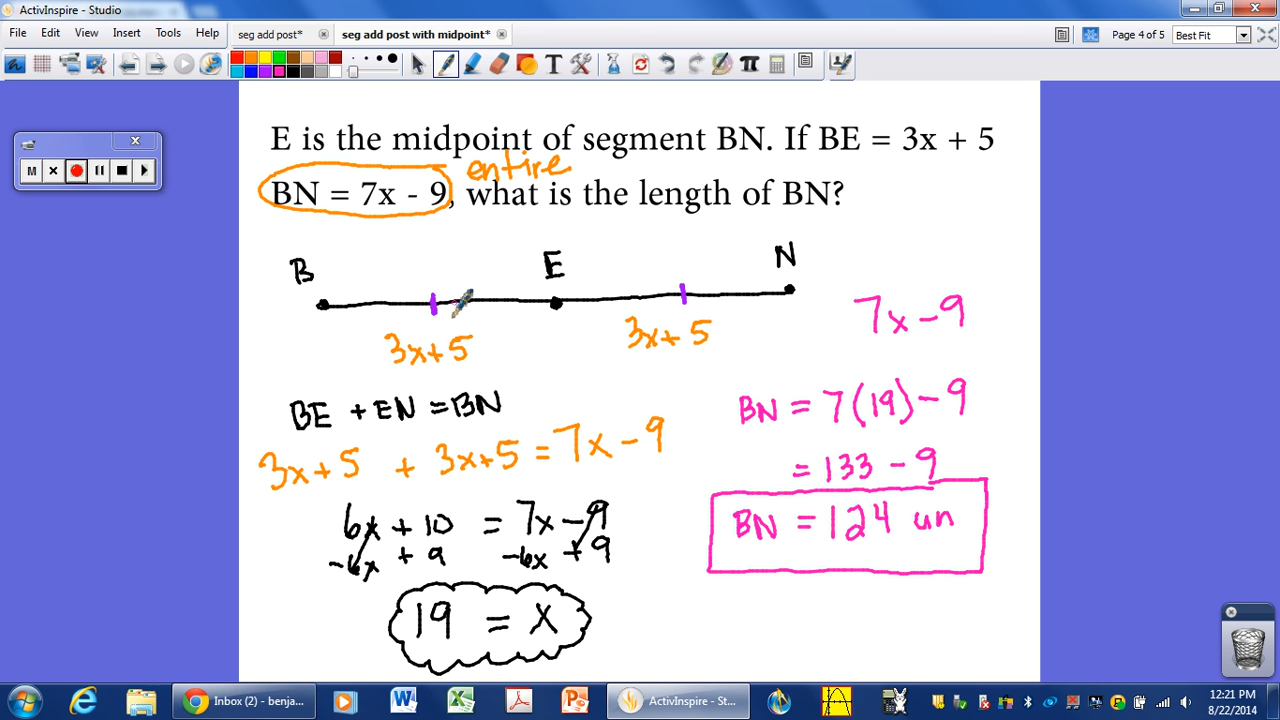 ActivInspire - Studio
File Edit View Insert Tools Help
seg add post*
seg add post with midpoint*
Page 4 of 5
Best Fit
M
E is the midpoint of segment BN. If BE = 3x + 5
entire
BN = 7x - 9, what is the length of BN?
B E N
3x+5 3x+5
7x-9
BE + EN = BN
3x+5 + 3x+5 = 7x-9
6x + 10 = 7x - 9
-6x + 9 -6x + 9
19 = x
BN = 7(19) - 9
= 133 - 9
BN = 124 un
Inbox (2) - benja...
ActivInspire - St...
12:21 PM
8/22/2014